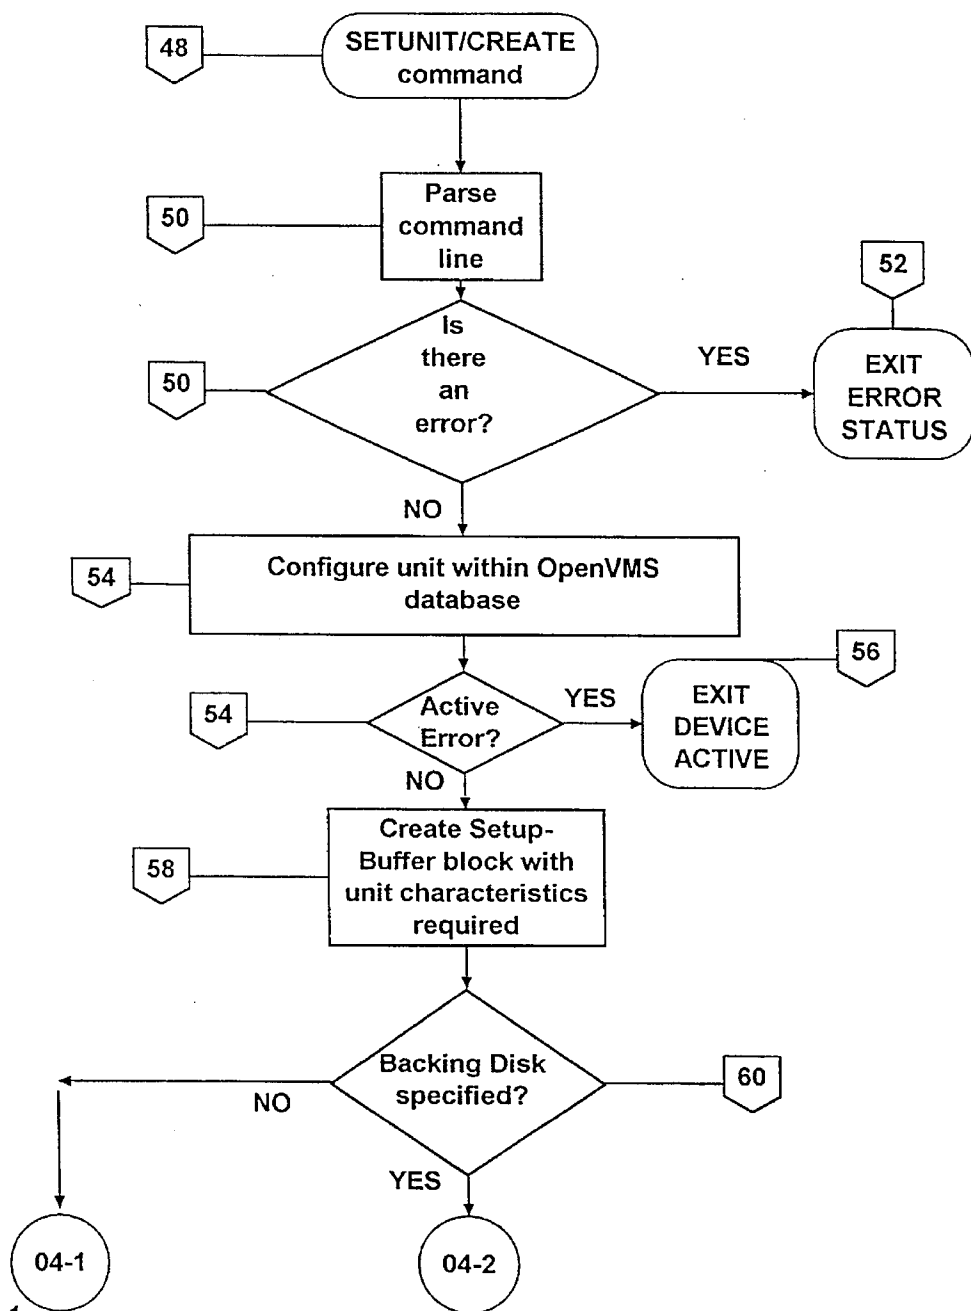 48
SETUNIT/CREATE
command
50
Parse
command
line
52
50
Is
there
an
error?
YES
EXIT
ERROR
STATUS
NO
54
Configure unit within OpenVMS
database
56
54
Active
Error?
YES
EXIT
DEVICE
ACTIVE
NO
58
Create Setup-
Buffer block with
unit characteristics
required
Backing Disk
specified?
60
NO
YES
04-1
04-2